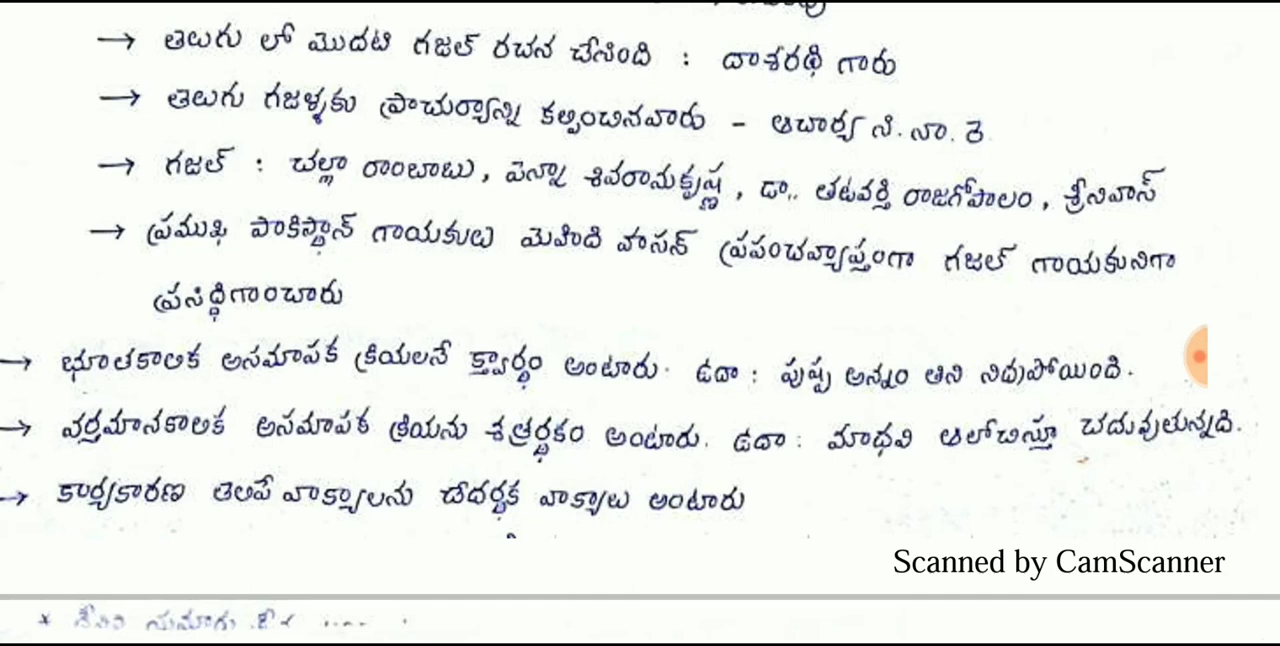 → తెలుగు లో మొదటి గజల్ రచన చేసింది : దాశరథి గారు
→ తెలుగు గజళ్ళకు ప్రాచుర్యాన్ని కల్పించినవారు - ఆచార్య సి. నా. రె
→ గజల్ : చల్లా రాంబాబు, పెన్నా శివరామకృష్ణ, డా.. తటవర్తి రాజగోపాలం, శ్రీనివాస్
→ ప్రముఖ పాకిస్థాన్ గాయకులు మెహిది హసన్ ప్రపంచవ్యాప్తంగా గజల్ గాయకునిగా
ప్రసిద్ధిగాంచారు
→ భూతకాలిక అసమాపక క్రియలనే క్త్వార్థం అంటారు. ఉదా : పుష్ప అన్నం తిని నిద్రపోయింది.
→ వర్తమానకాలిక అసమాపక క్రియను శత్రర్థకం అంటారు. ఉదా : మాధవి ఆలోచిస్తూ చదువుతున్నది.
→ కార్యకారణ తెలిపే వాక్యాలను చేదర్థక వాక్యాలు అంటారు
Scanned by CamScanner